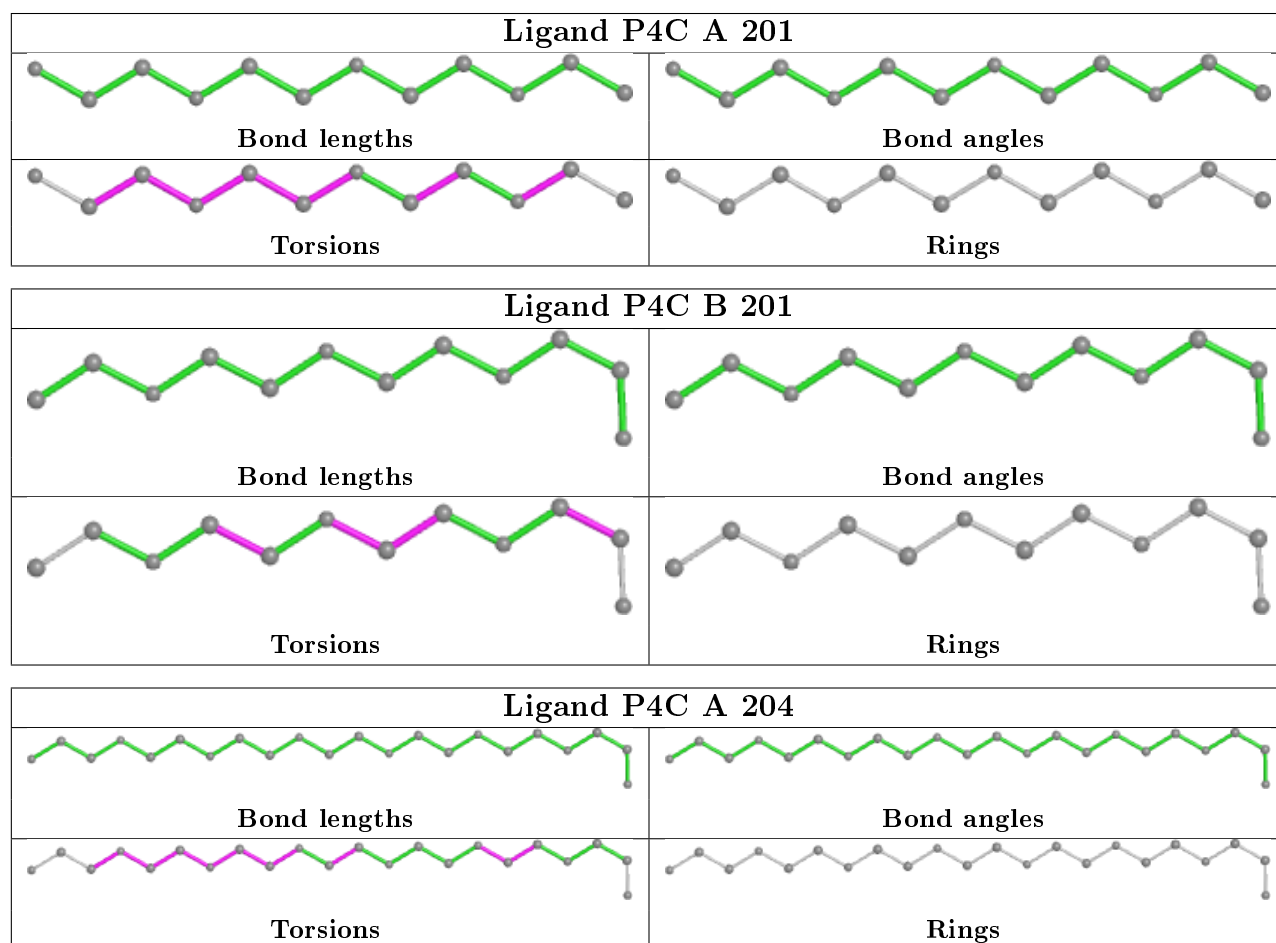 Ligand P4C A 201
Bond lengths
Bond angles
Torsions
Rings
Ligand P4C B 201
Bond lengths
Bond angles
Torsions
Rings
Ligand P4C A 204
Bond lengths
Bond angles
Torsions
Rings